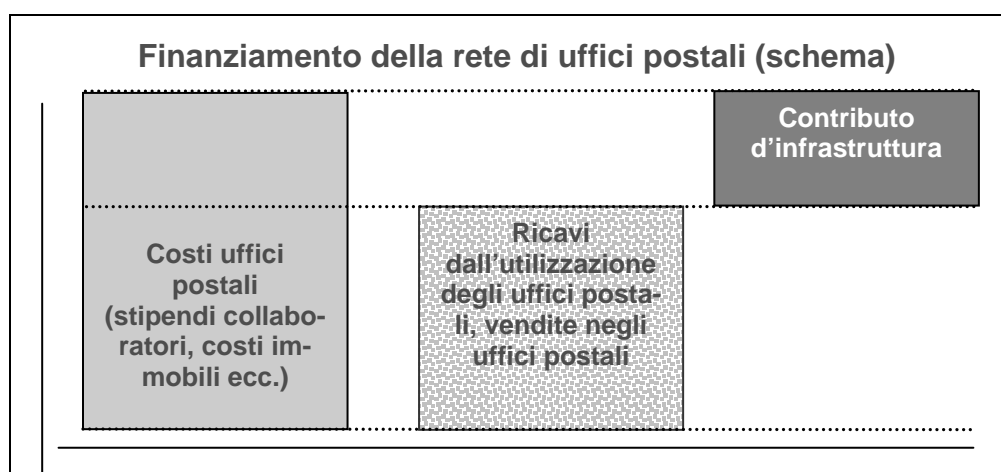 Finanziamento della rete di uffici postali (schema)
Contributo
d’infrastruttura
Costi uffici
postali
(stipendi collabo-
ratori, costi im-
mobili ecc.)
Ricavi
dall’utilizzazione
degli uffici posta-
li, vendite negli
uffici postali